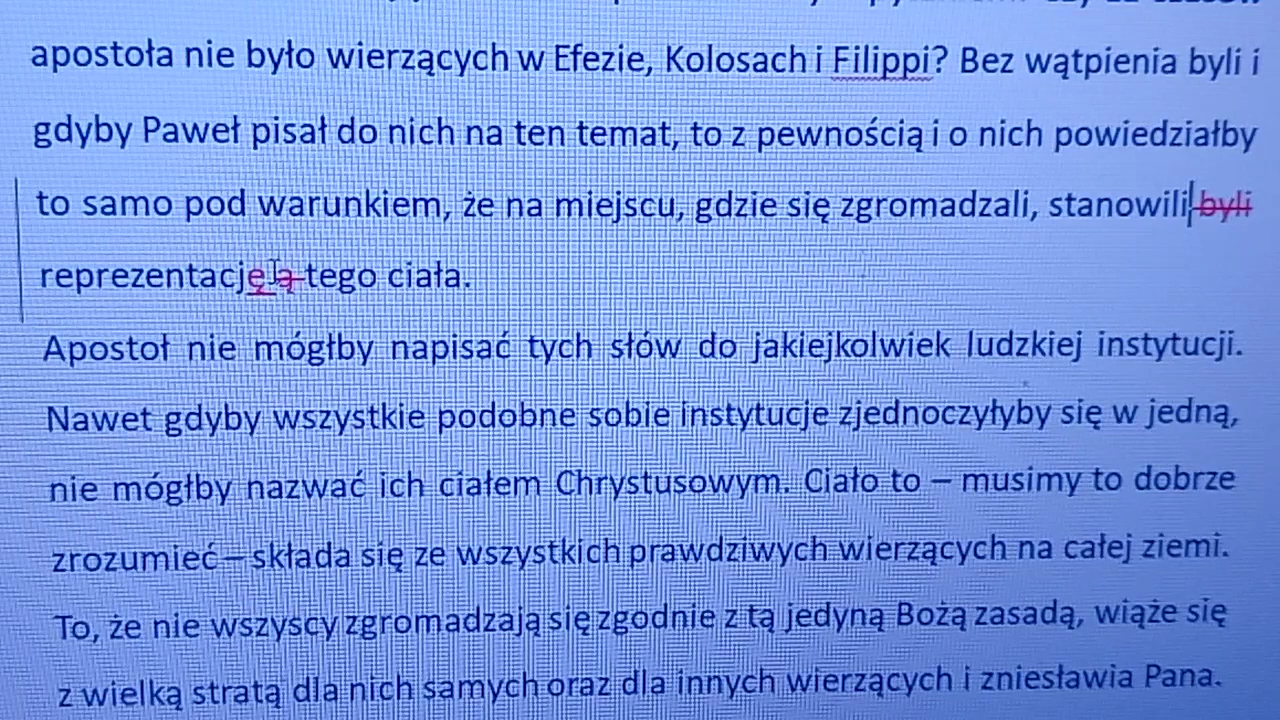 apostoła nie było wierzących w Efezie, Kolosach i Filippi? Bez wątpienia byli i
gdyby Paweł pisał do nich na ten temat, to z pewnością i o nich powiedziałby
to samo pod warunkiem, że na miejscu, gdzie się zgromadzali, stanowili byli
reprezentację ą tego ciała.
Apostoł nie mógłby napisać tych słów do jakiejkolwiek ludzkiej instytucji.
Nawet gdyby wszystkie podobne sobie instytucje zjednoczyłyby się w jedną,
nie mógłby nazwać ich ciałem Chrystusowym. Ciało to – musimy to dobrze
zrozumieć – składa się ze wszystkich prawdziwych wierzących na całej ziemi.
To, że nie wszyscy zgromadzają się zgodnie z tą jedyną Bożą zasadą, wiąże się
z wielką stratą dla nich samych oraz dla innych wierzących i zniesławia Pana.